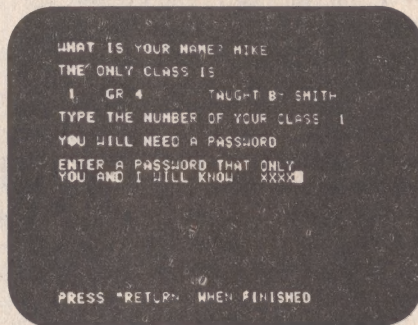 WHAT IS YOUR NAME? MIKE
THE ONLY CLASS IS
1 GR 4 TAUGHT BY SMITH
TYPE THE NUMBER OF YOUR CLASS 1
YOU WILL NEED A PASSWORD
ENTER A PASSWORD THAT ONLY
YOU AND I WILL KNOW: XXXX
PRESS "RETURN" WHEN FINISHED